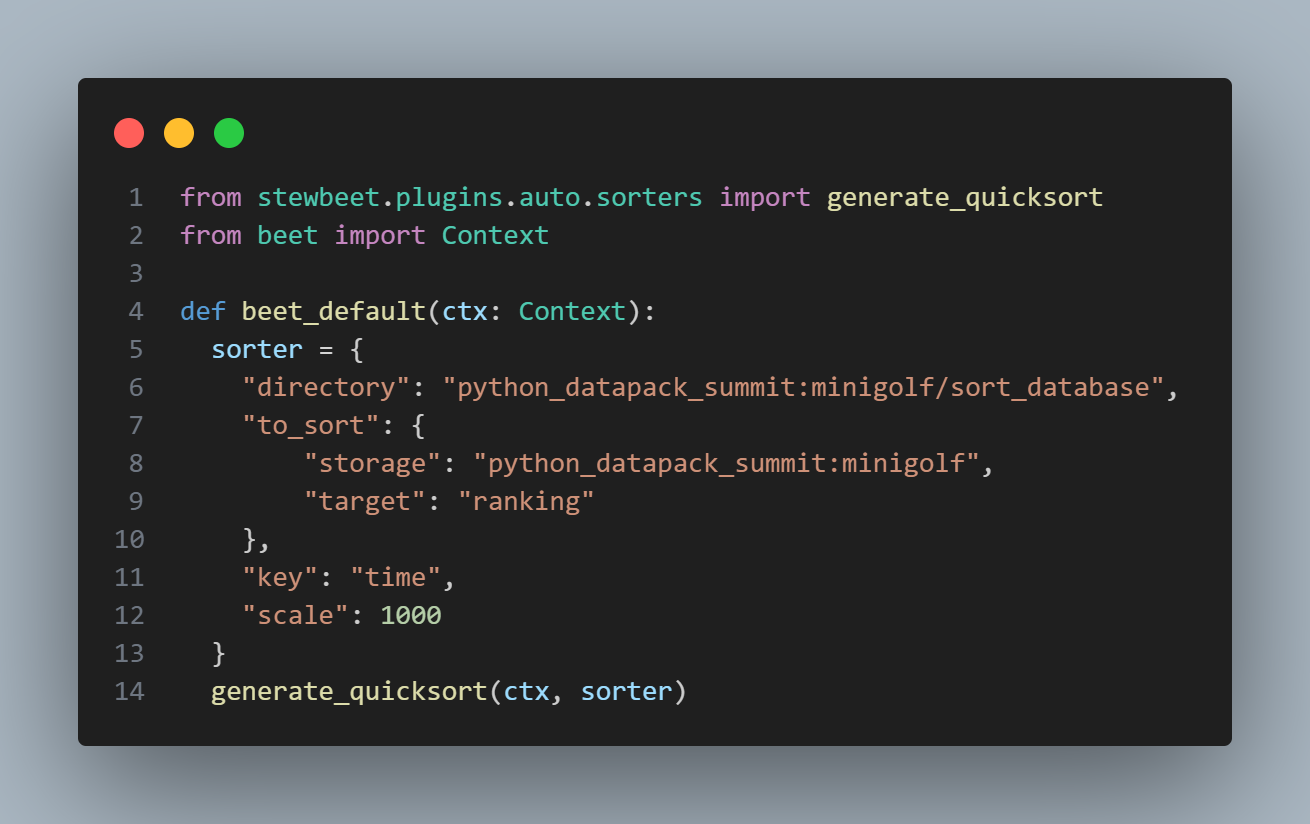 1 from stewbeet.plugins.auto.sorters import generate_quicksort
2 from beet import Context
3
4 def beet_default(ctx: Context):
5   sorter = {
6     "directory": "python_datapack_summit:minigolf/sort_database",
7     "to_sort": {
8         "storage": "python_datapack_summit:minigolf",
9         "target": "ranking"
10     },
11     "key": "time",
12     "scale": 1000
13   }
14   generate_quicksort(ctx, sorter)